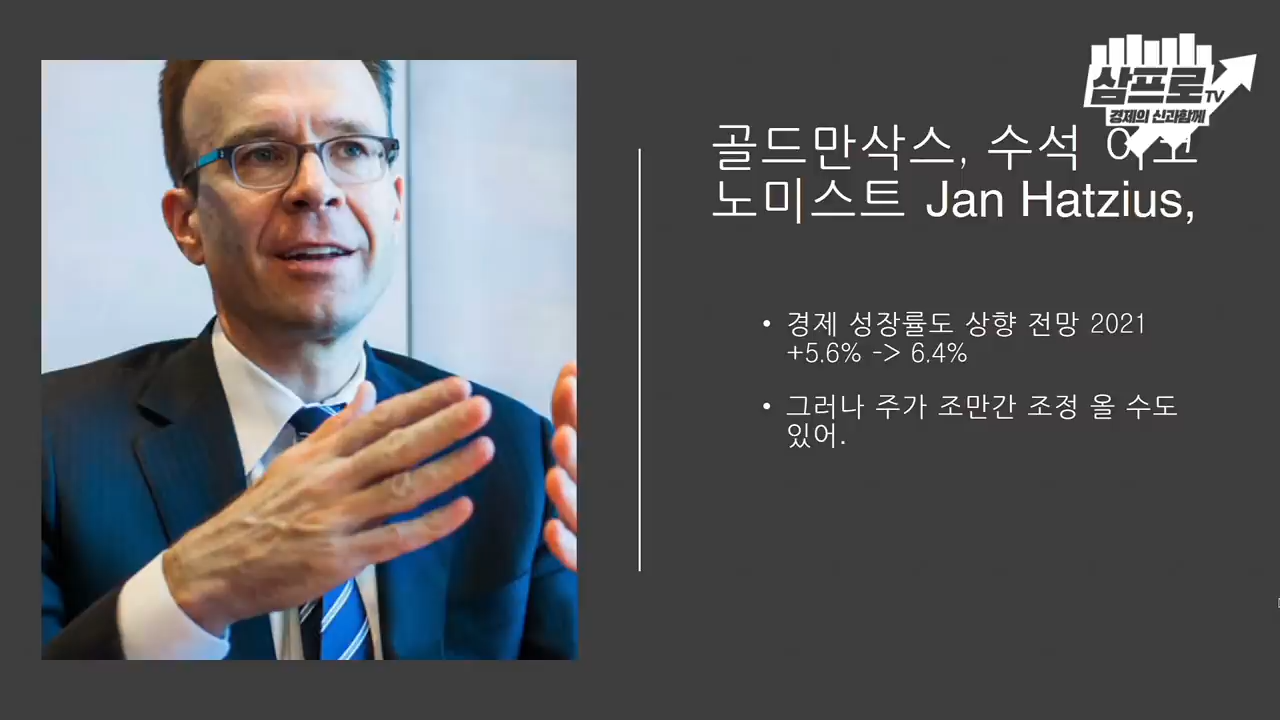 삼프로TV
경제의 신과함께
골드만삭스, 수석
노미스트 Jan Hatzius,
• 경제 성장률도 상향 전망 2021
+5.6% -> 6.4%
• 그러나 주가 조만간 조정 올 수도
있어.